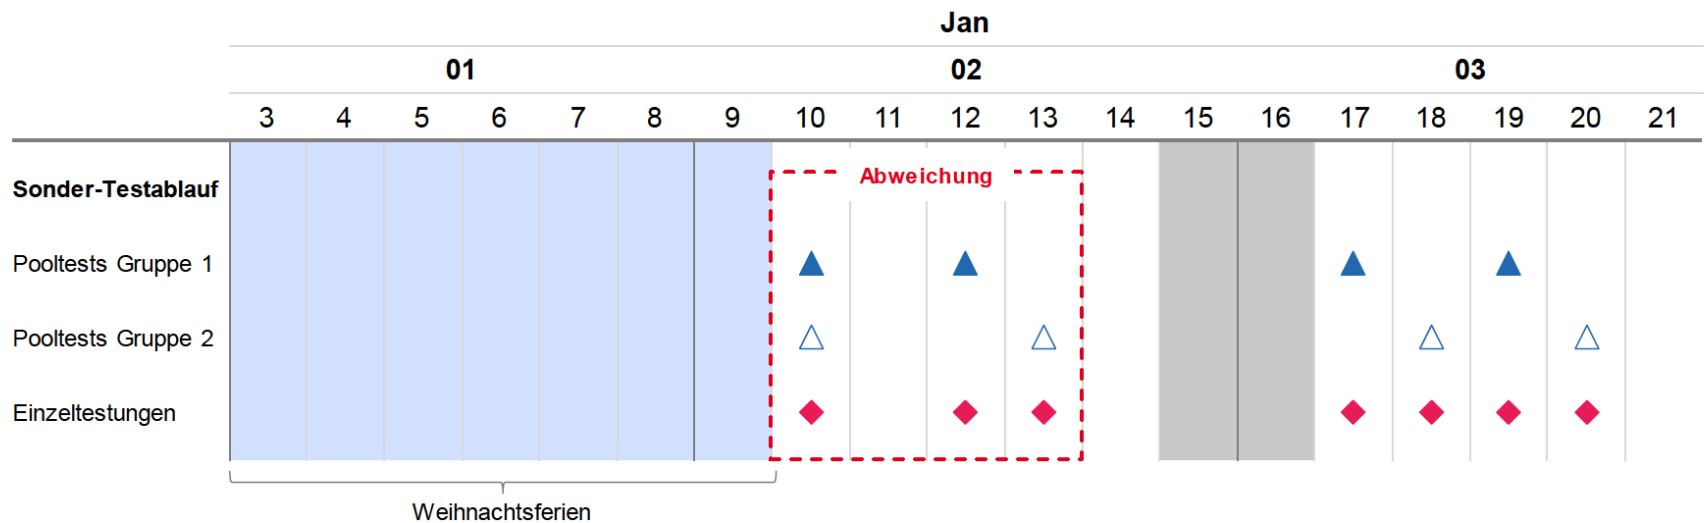 Jan
01 02 03
3 4 5 6 7 8 9 10 11 12 13 14 15 16 17 18 19 20 21
Sonder-Testablauf
Abweichung
Pooltests Gruppe 1
Pooltests Gruppe 2
Einzeltestungen
Weihnachtsferien